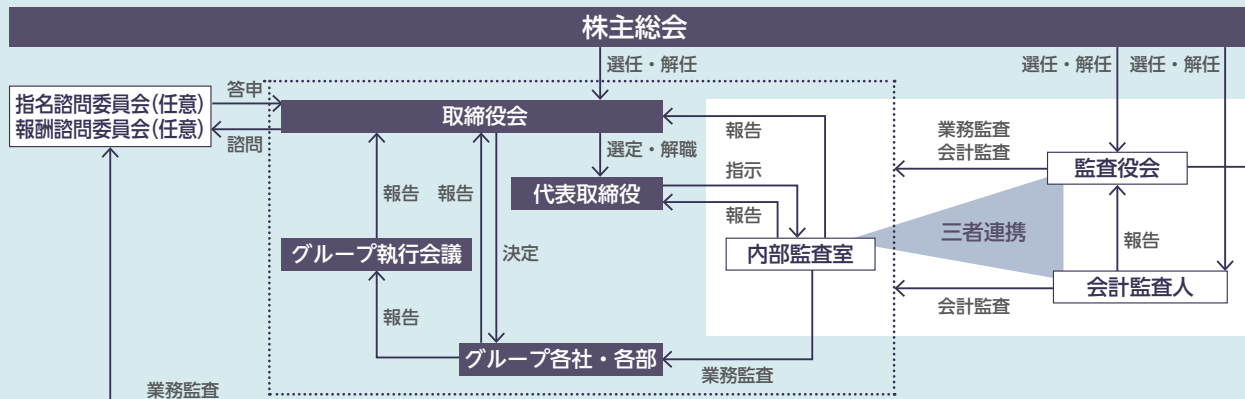 株主総会
選任・解任
選任・解任
選任・解任
答申
指名諮問委員会(任意)
報酬諮問委員会(任意)
諮問
取締役会
報告
業務監査
会計監査
選定・解職
指示
監査役会
報告
報告
代表取締役
報告
三者連携
グループ執行会議
決定
内部監査室
報告
会計監査人
会計監査
報告
グループ各社・各部
業務監査
業務監査